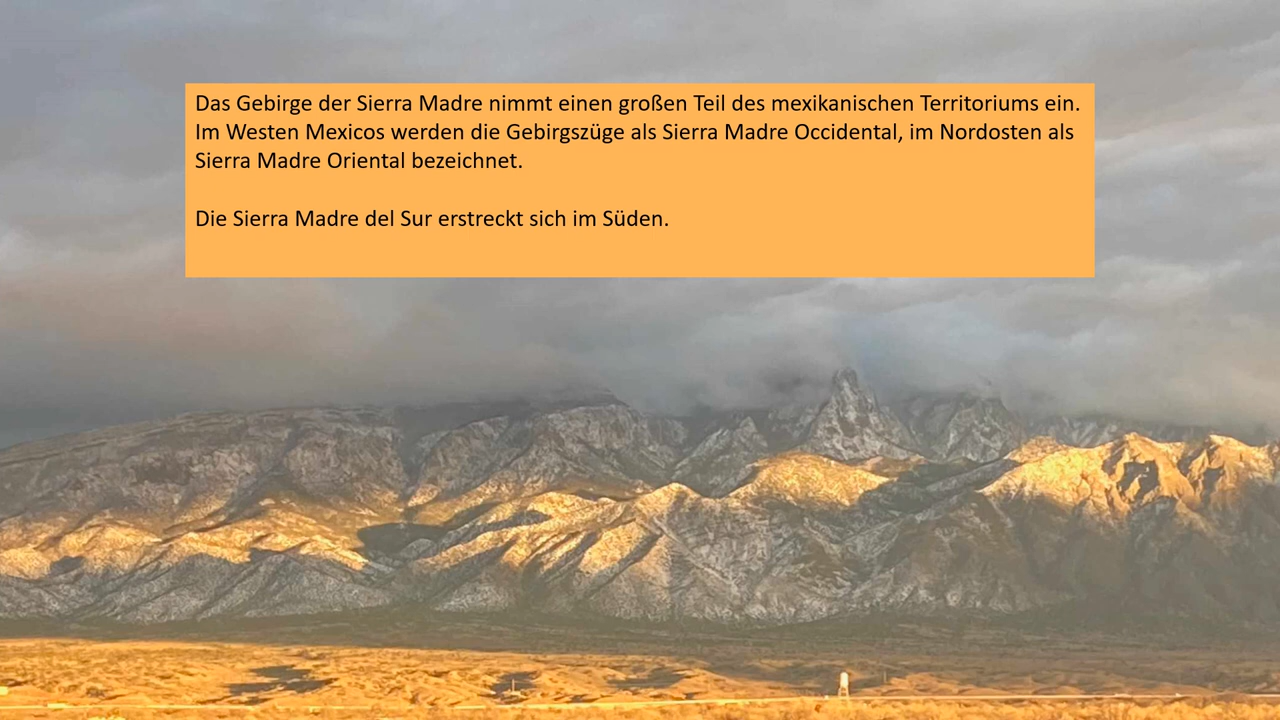 Das Gebirge der Sierra Madre nimmt einen großen Teil des mexikanischen Territoriums ein.
Im Westen Mexicos werden die Gebirgszüge als Sierra Madre Occidental, im Nordosten als
Sierra Madre Oriental bezeichnet.
Die Sierra Madre del Sur erstreckt sich im Süden.